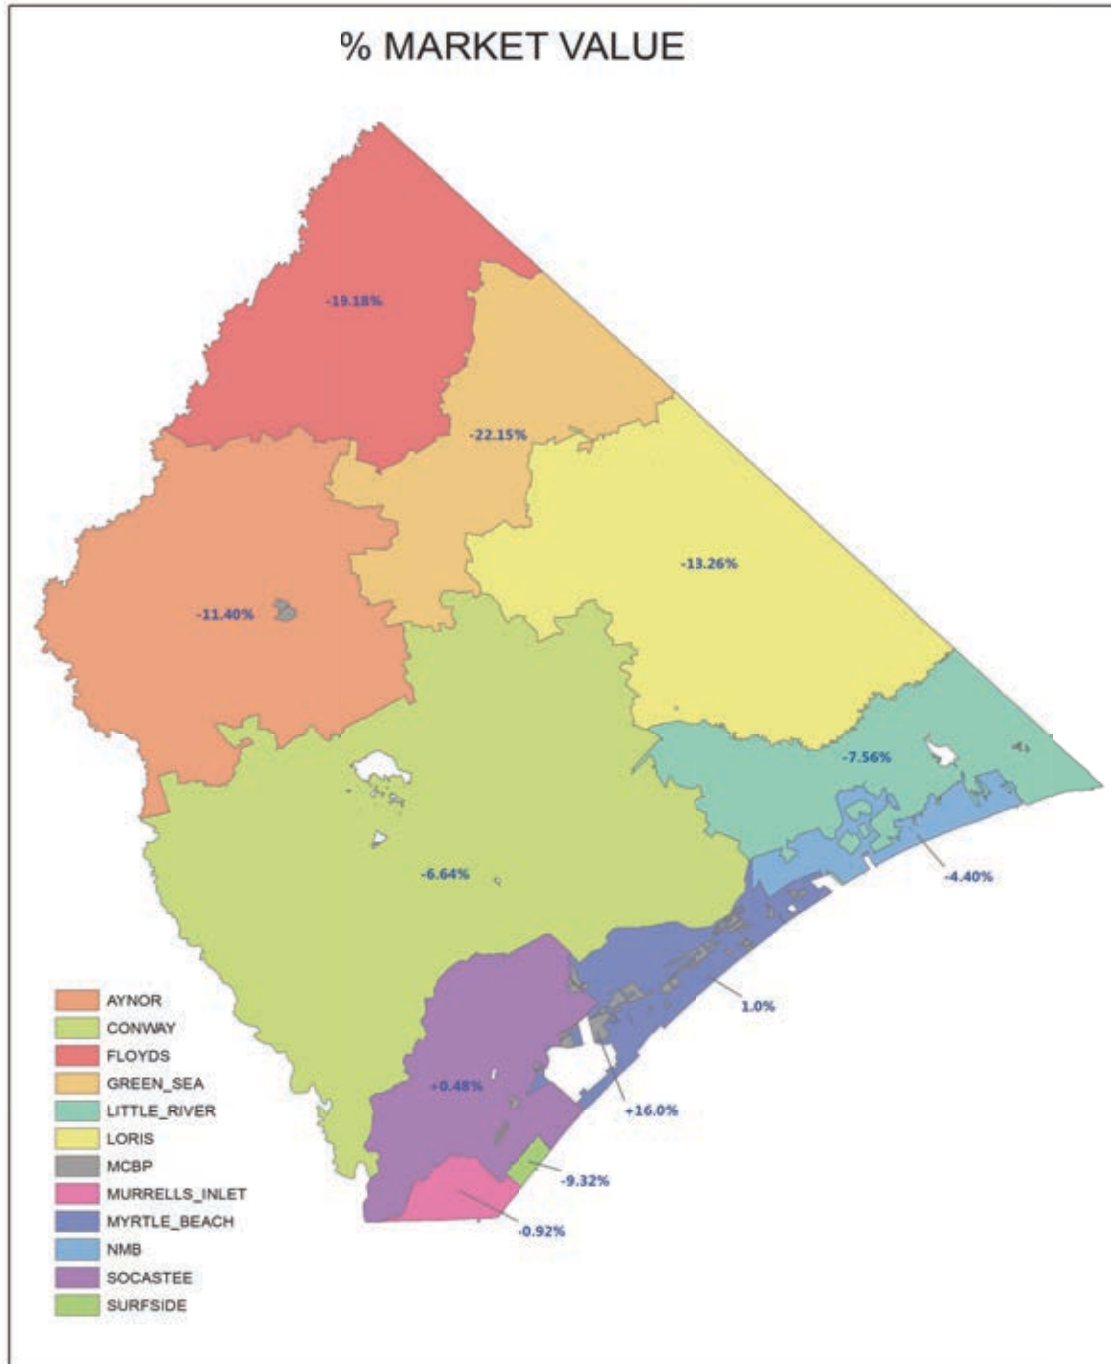 % MARKET VALUE
-19.18%
-22.15%
-13.26%
-11.40%
-7.56%
-6.64%
-4.40%
1.0%
+0.48%
+16.0%
-9.32%
-0.92%
AYNOR
CONWAY
FLOYDS
GREEN_SEA
LITTLE_RIVER
LORIS
MCBP
MURRELLS_INLET
MYRTLE_BEACH
NMB
SOCASTEE
SURFSIDE